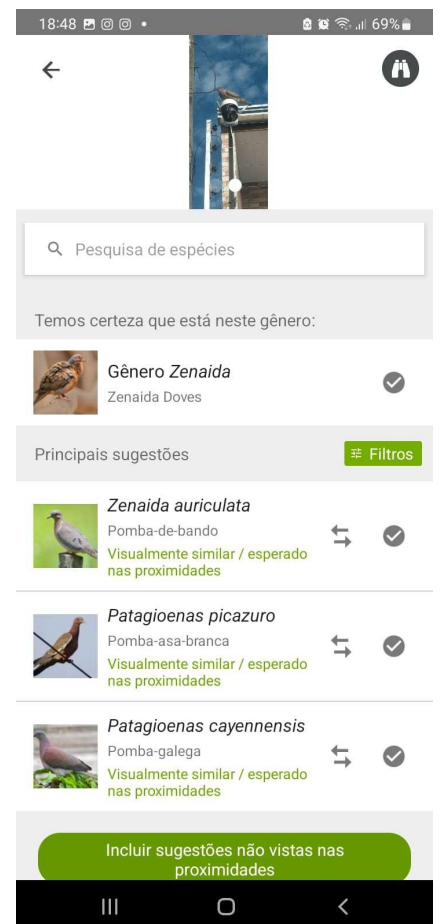 18:48
69%
Pesquisa de espécies
Temos certeza que está neste gênero:
Gênero Zenaida
Zenaida Doves
Principais sugestões
Filtros
Zenaida auriculata
Pomba-de-bando
Visualmente similar / esperado
nas proximidades
Patagioenas picazuro
Pomba-asa-branca
Visualmente similar / esperado
nas proximidades
Patagioenas cayennensis
Pomba-galega
Visualmente similar / esperado
nas proximidades
Incluir sugestões não vistas nas
proximidades